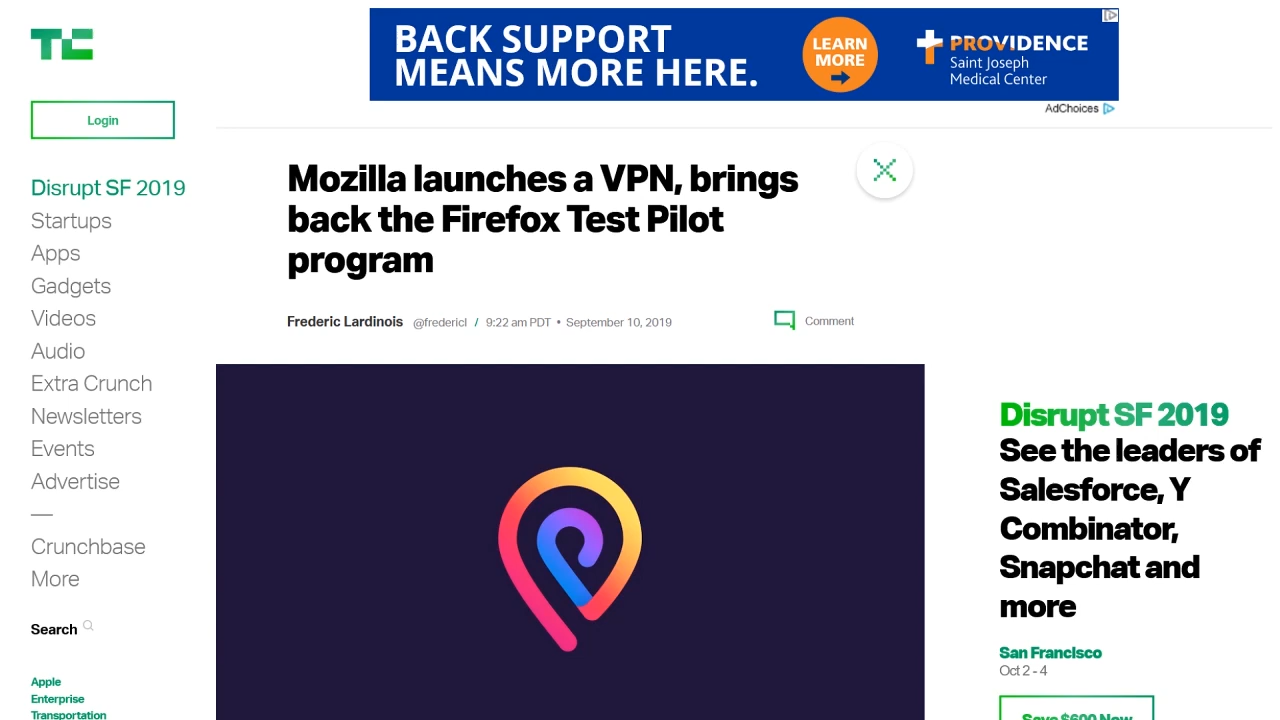 TC
Login
Disrupt SF 2019
Startups
Apps
Gadgets
Videos
Audio
Extra Crunch
Newsletters
Events
Advertise
—
Crunchbase
More
Search
Apple
Enterprise
Transportation
BACK SUPPORT
MEANS MORE HERE.
LEARN
MORE
PROVIDENCE
Saint Joseph
Medical Center
AdChoices
Mozilla launches a VPN, brings
back the Firefox Test Pilot
program
Frederic Lardinois @fredericl / 9:22 am PDT • September 10, 2019
Comment
Disrupt SF 2019
See the leaders of
Salesforce, Y
Combinator,
Snapchat and
more
San Francisco
Oct 2 - 4
Save $600 Now